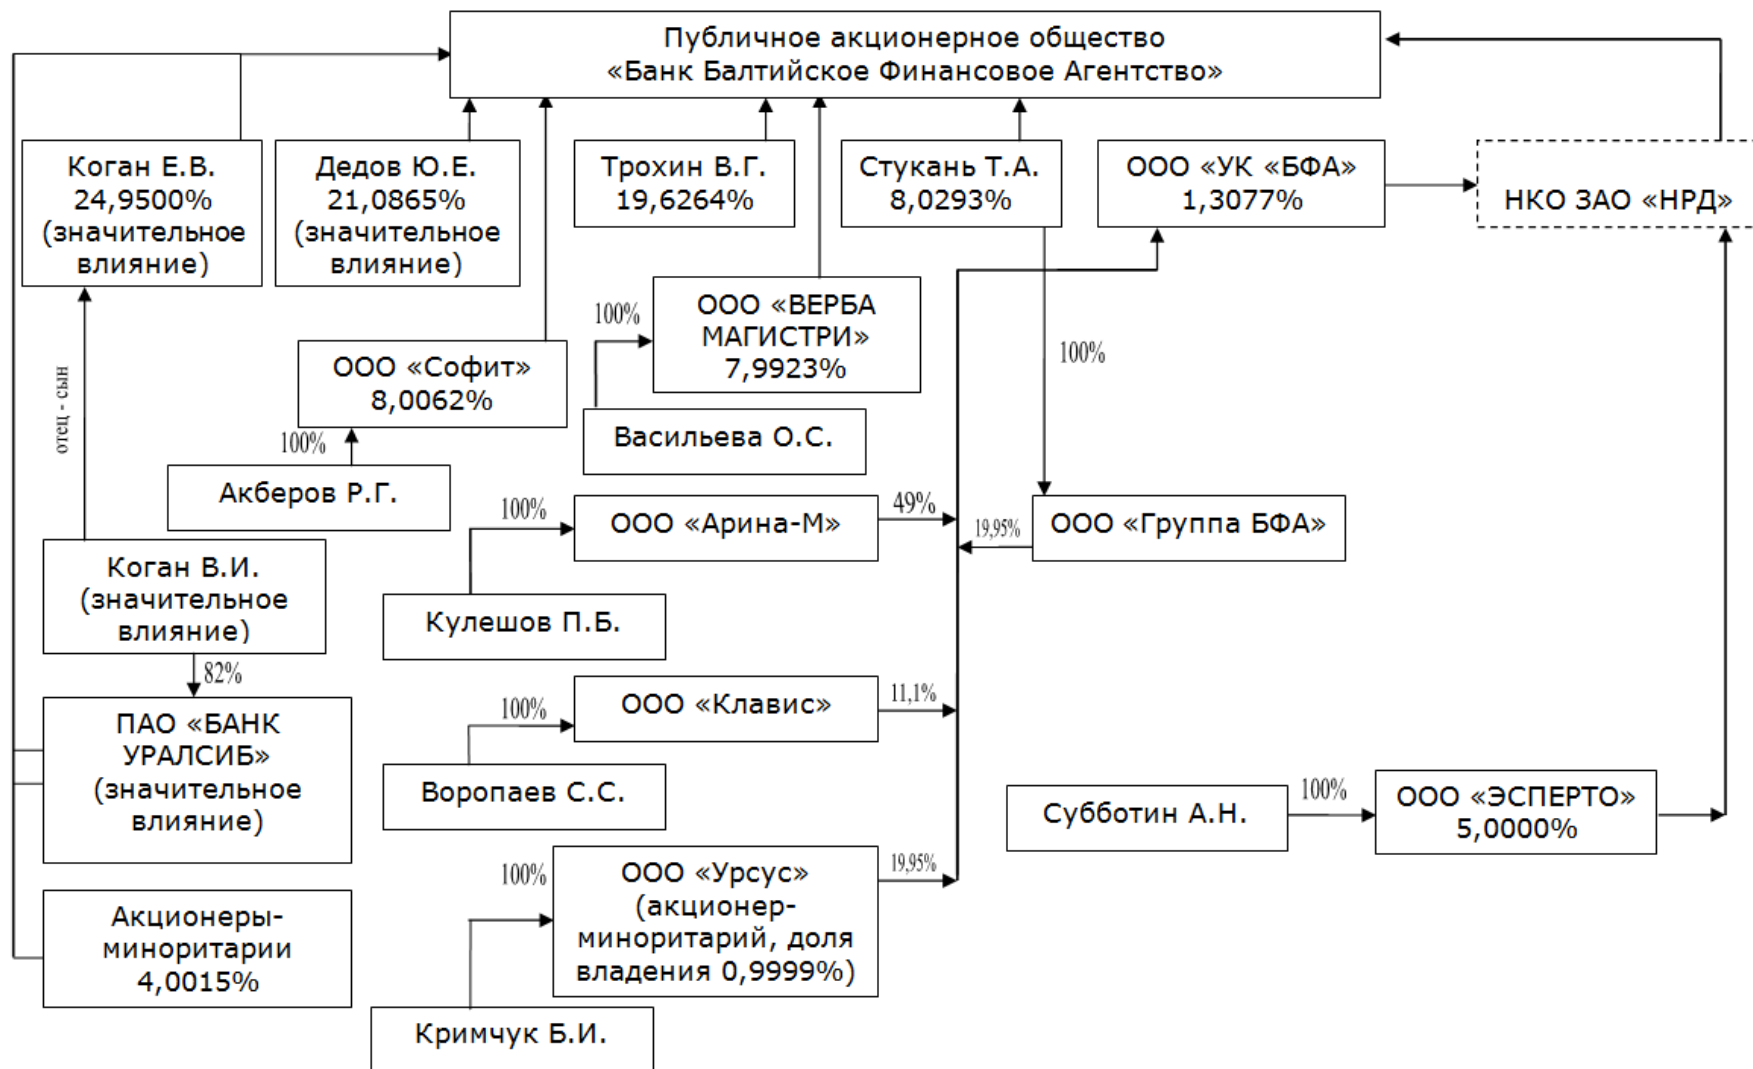 Публичное акционерное общество
«Банк Балтийское Финансовое Агентство»
Коган Е.В.
24,9500%
(значительное
влияние)
Дедов Ю.Е.
21,0865%
(значительное
влияние)
Трохин В.Г.
19,6264%
Стукань Т.А.
8,0293%
ООО «УК «БФА»
1,3077%
НКО ЗАО «НРД»
100%
ООО «ВЕРБА
МАГИСТРИ»
7,9923%
100%
отец - сын
ООО «Софит»
8,0062%
100%
Васильева О.С.
Акберов Р.Г.
100%
ООО «Арина-М»
49%
19,95%
ООО «Группа БФА»
Коган В.И.
(значительное
влияние)
Кулешов П.Б.
82%
ПАО «БАНК
УРАЛСИБ»
(значительное
влияние)
100%
ООО «Клавис»
11,1%
Воропаев С.С.
Субботин А.Н.
100%
ООО «ЭСПЕРТО»
5,0000%
100%
ООО «Урсус»
(акционер-
миноритарий, доля
владения 0,9999%)
19,95%
Акционеры-
миноритарии
4,0015%
Кримчук Б.И.